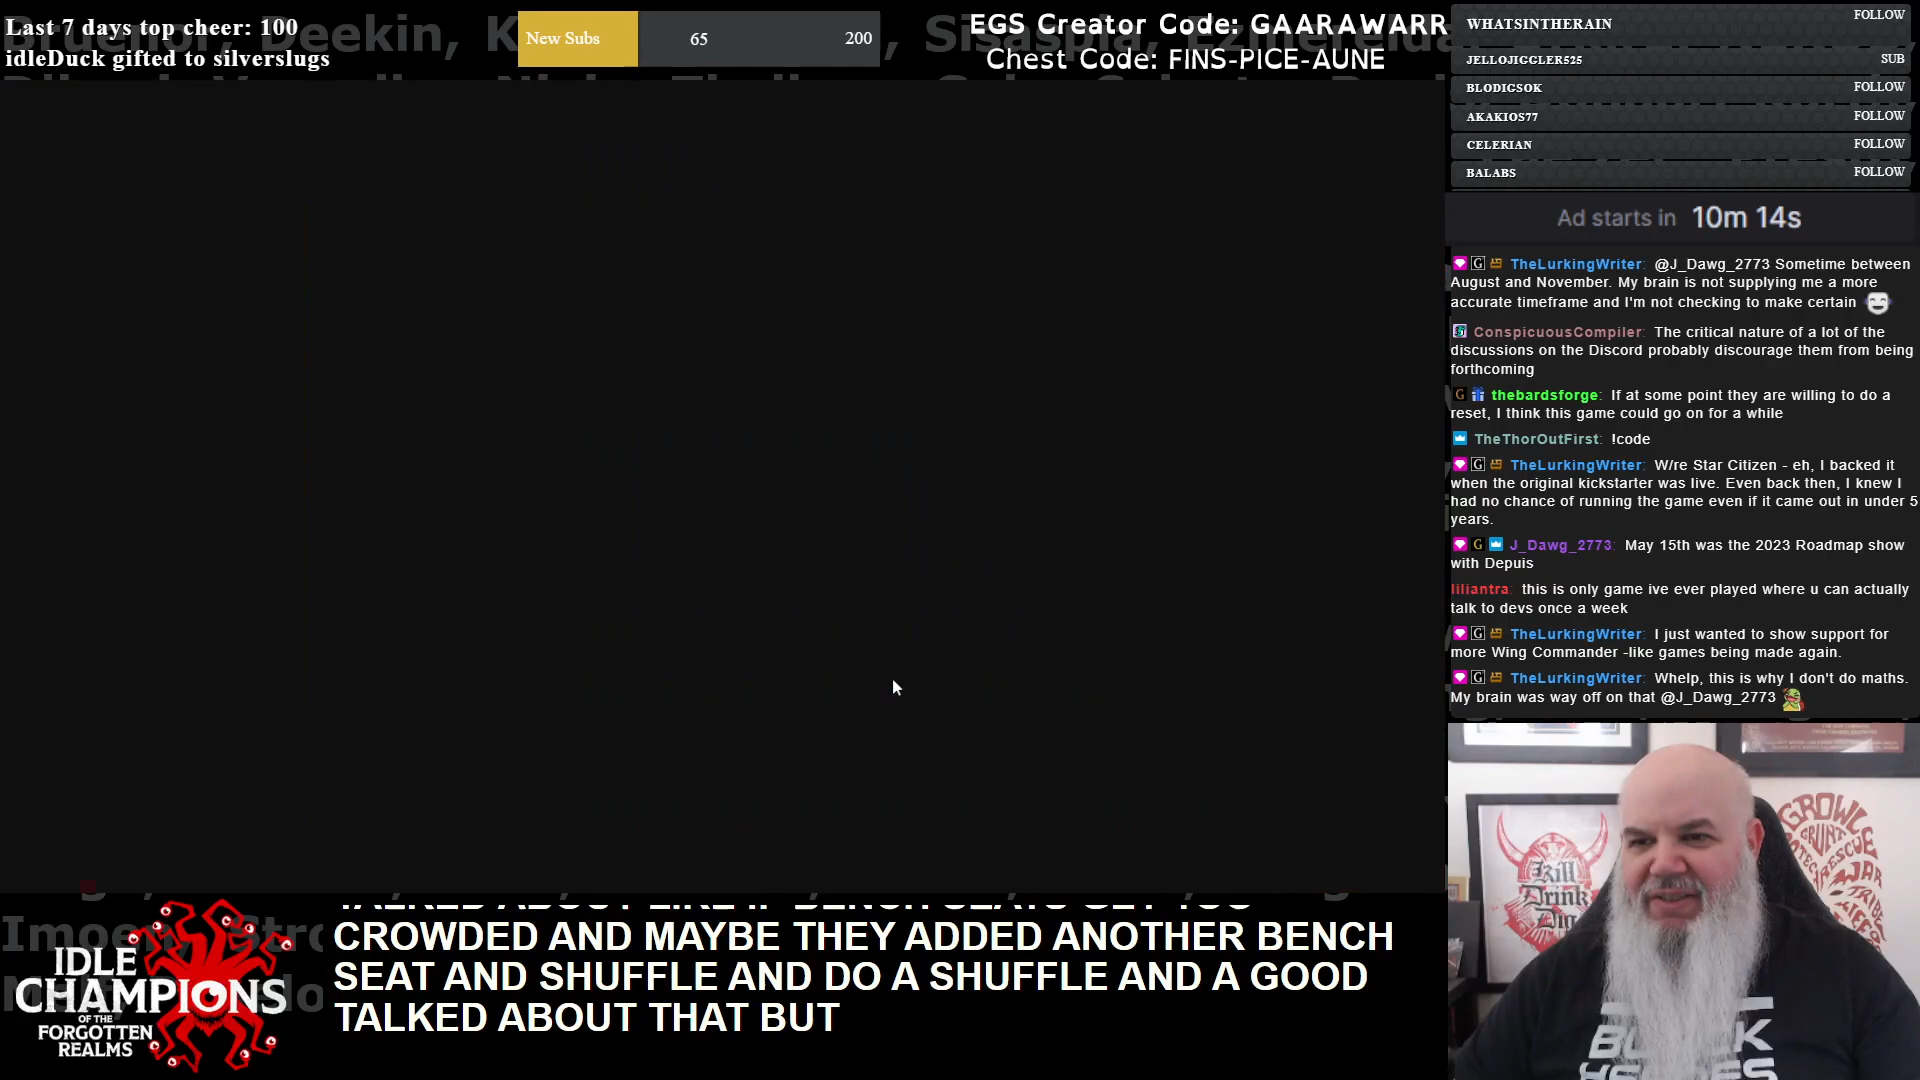 Last 7 days top cheer: 100
idleDuck gifted to silverslugs
New Subs 65 200
EGS Creator Code: GAARAWARR
Chest Code: FINS-PICE-AUNE
WHATSINTHERAIN FOLLOW
JELLOJIGGLER525 SUB
BLODIGSOK FOLLOW
AKAKIOS77 FOLLOW
CELERIAN FOLLOW
BALABS FOLLOW
Ad starts in 10m 14s
TheLurkingWriter: @J_Dawg_2773 Sometime between
August and November. My brain is not supplying me a more
accurate timeframe and I'm not checking to make certain
ConspicuousCompiler: The critical nature of a lot of the
discussions on the Discord probably discourage them from being
forthcoming
thebardsforge: If at some point they are willing to do a
reset, I think this game could go on for a while
TheThorOutFirst: !code
TheLurkingWriter: W/re Star Citizen - eh, I backed it
when the original kickstarter was live. Even back then, I knew I
had no chance of running the game even if it came out in under 5
years.
J_Dawg_2773: May 15th was the 2023 Roadmap show
with Depuis
liliantra: this is only game ive ever played where u can actually
talk to devs once a week
TheLurkingWriter: I just wanted to show support for
more Wing Commander -like games being made again.
TheLurkingWriter: Whelp, this is why I don't do maths.
My brain was way off on that @J_Dawg_2773
Kill
Drink
Dig
IDLE
CHAMPIONS
OF THE
FORGOTTEN
REALMS
CROWDED AND MAYBE THEY ADDED ANOTHER BENCH
SEAT AND SHUFFLE AND DO A SHUFFLE AND A GOOD
TALKED ABOUT THAT BUT